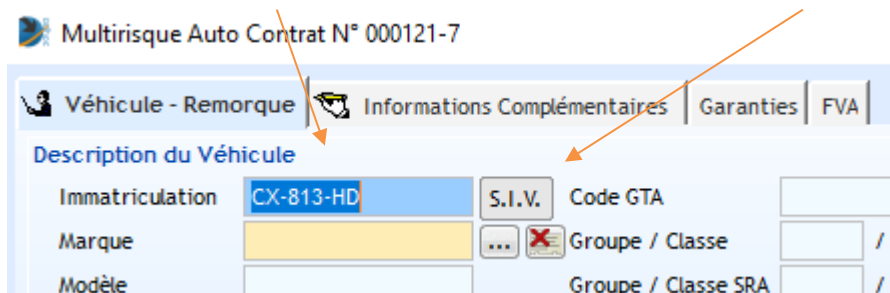 Multirisque Auto Contrat N° 000121-7
Véhicule - Remorque Informations Complémentaires Garanties FVA
Description du Véhicule
Immatriculation CX-813-HD S.I.V. Code GTA
Marque ... Groupe / Classe /
Modèle Groupe / Classe SRA /